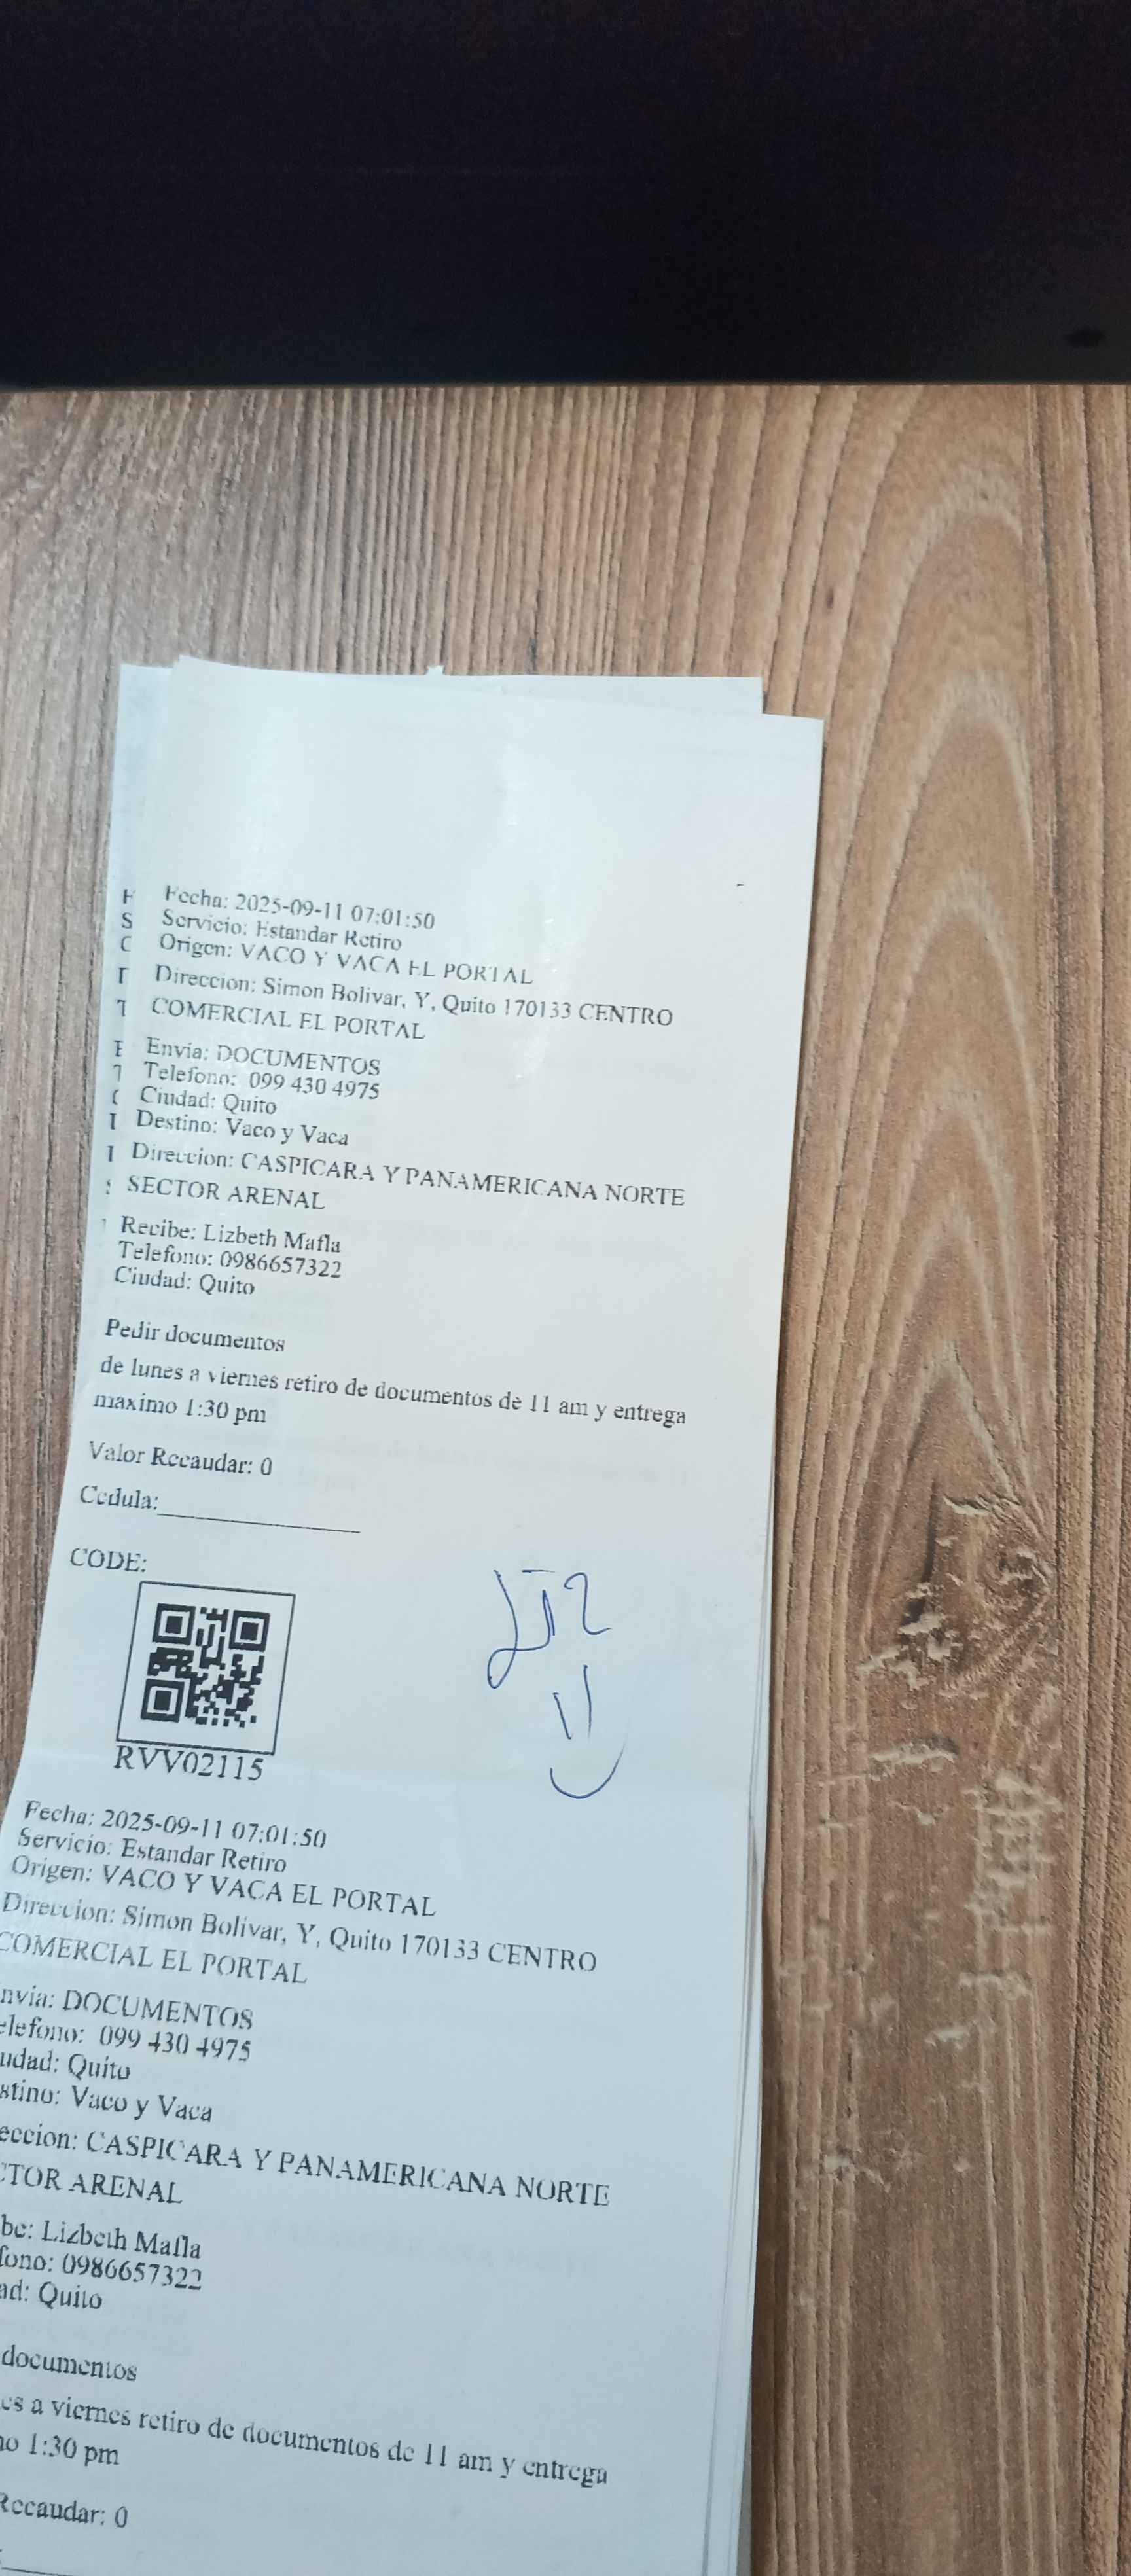 Fecha: 2025-09-11 07:01:50
Servicio: Estandar Retiro
Origen: VACO Y VACA EL PORTAL
Direccion: Simon Bolivar, Y, Quito 170133 CENTRO
COMERCIAL EL PORTAL
Envia: DOCUMENTOS
Telefono: 099 430 4975
Ciudad: Quito
Destino: Vaco y Vaca
Direccion: CASPICARA Y PANAMERICANA NORTE
SECTOR ARENAL
Recibe: Lizbeth Mafla
Telefono: 0986657322
Ciudad: Quito
Pedir documentos
de lunes a viernes retiro de documentos de 11 am y entrega
maximo 1:30 pm
Valor Recaudar: 0
Cedula:
CODE:
RVV02115
Fecha: 2025-09-11 07:01:50
Servicio: Estandar Retiro
Origen: VACO Y VACA EL PORTAL
Direccion: Simon Bolivar, Y, Quito 170133 CENTRO
COMERCIAL EL PORTAL
nvia: DOCUMENTOS
elefono: 099 430 4975
udad: Quito
stino: Vaco y Vaca
eccion: CASPICARA Y PANAMERICANA NORTE
CTOR ARENAL
be: Lizbeth Mafla
fono: 0986657322
ad: Quito
documentos
es a viernes retiro de documentos de 11 am y entrega
no 1:30 pm
Recaudar: 0